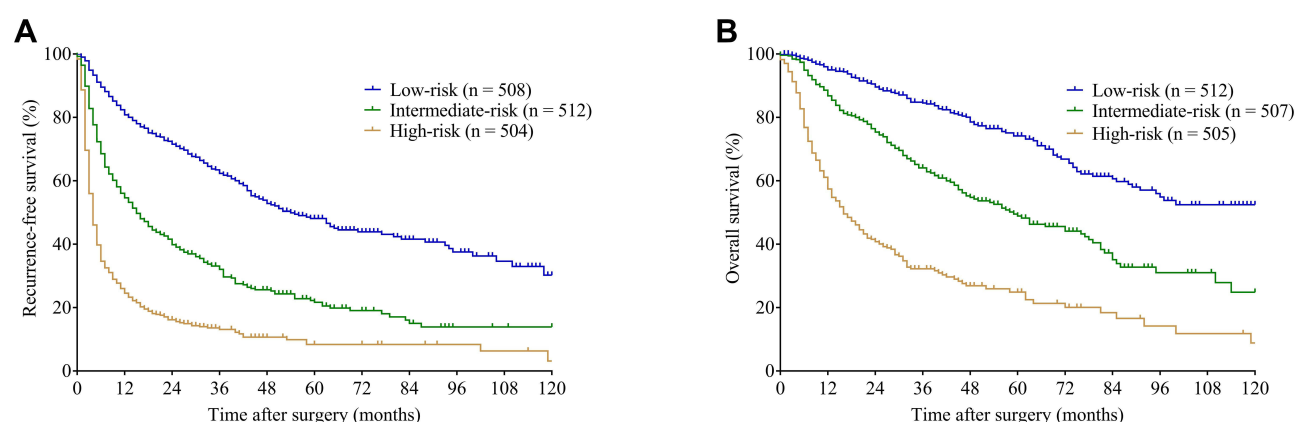 A
Recurrence-free survival (%)
100
80
60
40
20
0
Low-risk (n = 508)
Intermediate-risk (n = 512)
High-risk (n = 504)
0 12 24 36 48 60 72 84 96 108 120
Time after surgery (months)
B
Overall survival (%)
100
80
60
40
20
0
Low-risk (n = 512)
Intermediate-risk (n = 507)
High-risk (n = 505)
0 12 24 36 48 60 72 84 96 108 120
Time after surgery (months)